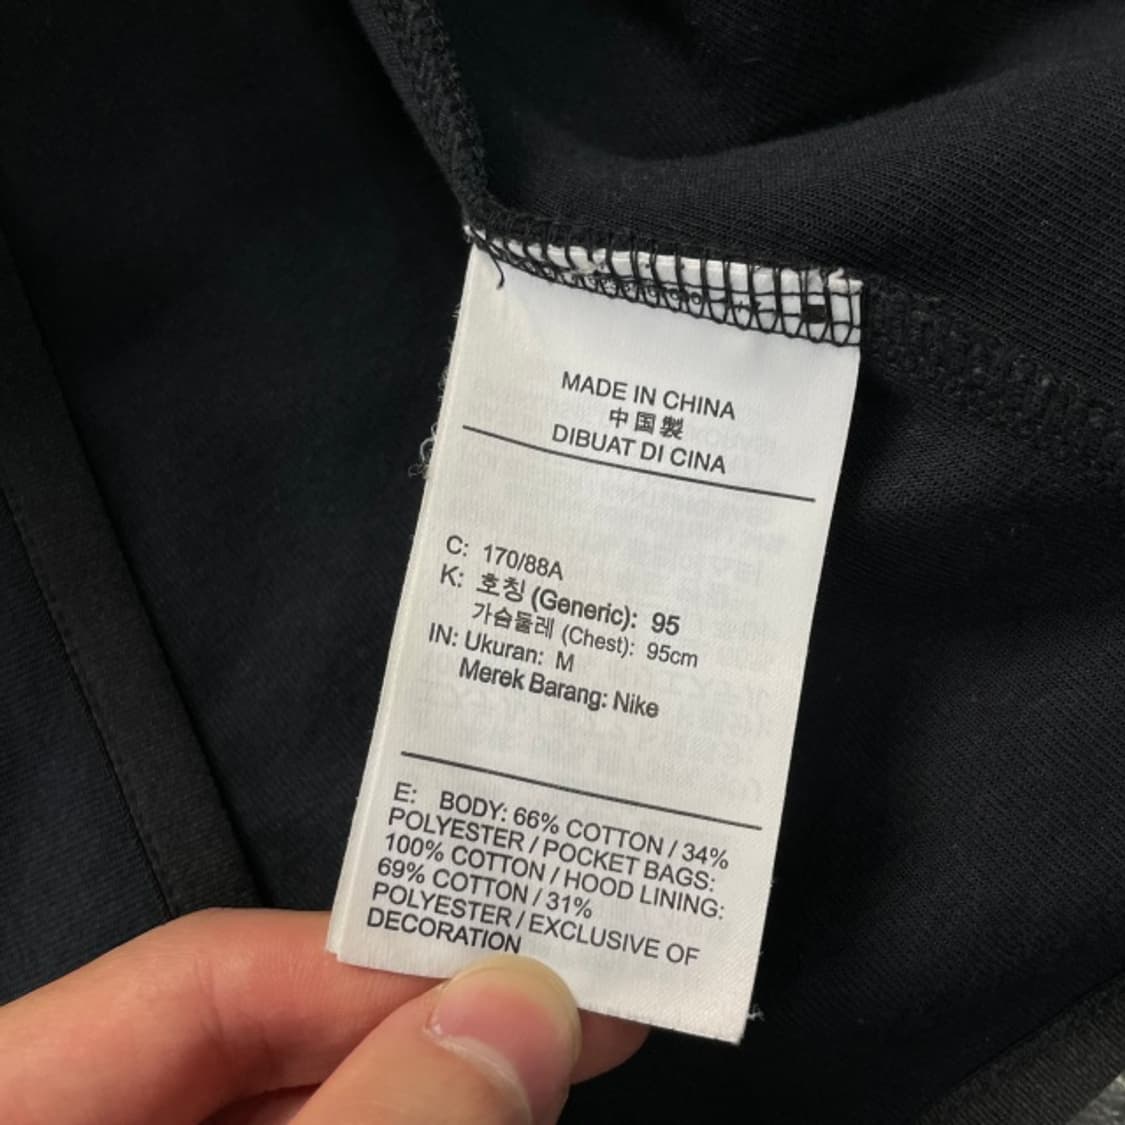 MADE IN CHINA
中国製
DIBUAT DI CINA
C: 170/88A
K: 호칭 (Generic): 95
가슴둘레 (Chest): 95cm
IN: Ukuran: M
Merek Barang: Nike
E: BODY: 66% COTTON / 34%
POLYESTER / POCKET BAGS:
100% COTTON / HOOD LINING:
69% COTTON / 31%
POLYESTER / EXCLUSIVE OF
DECORATION